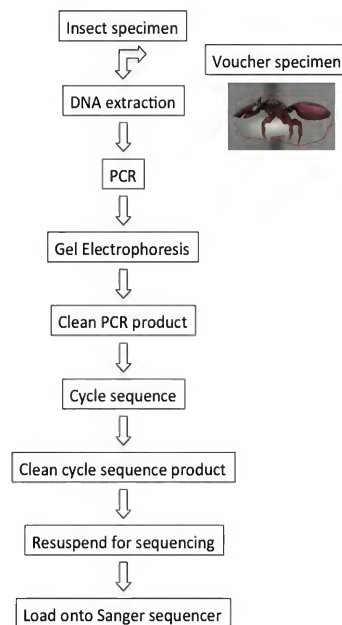 Insect specimen
Voucher specimen
DNA extraction
PCR
Gel Electrophoresis
Clean PCR product
Cycle sequence
Clean cycle sequence product
Resuspend for sequencing
Load onto Sanger sequencer